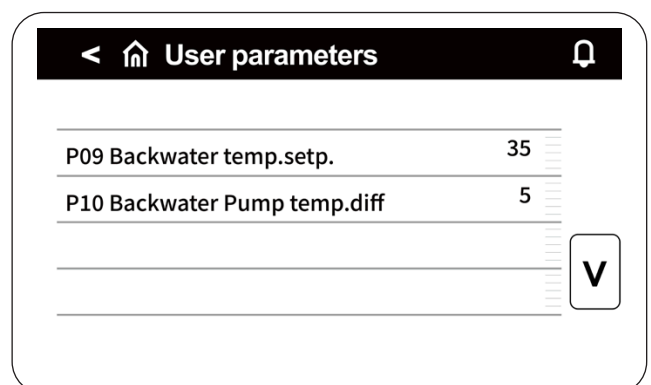 < User parameters
P09 Backwater temp.setp. 35
P10 Backwater Pump temp.diff 5
V